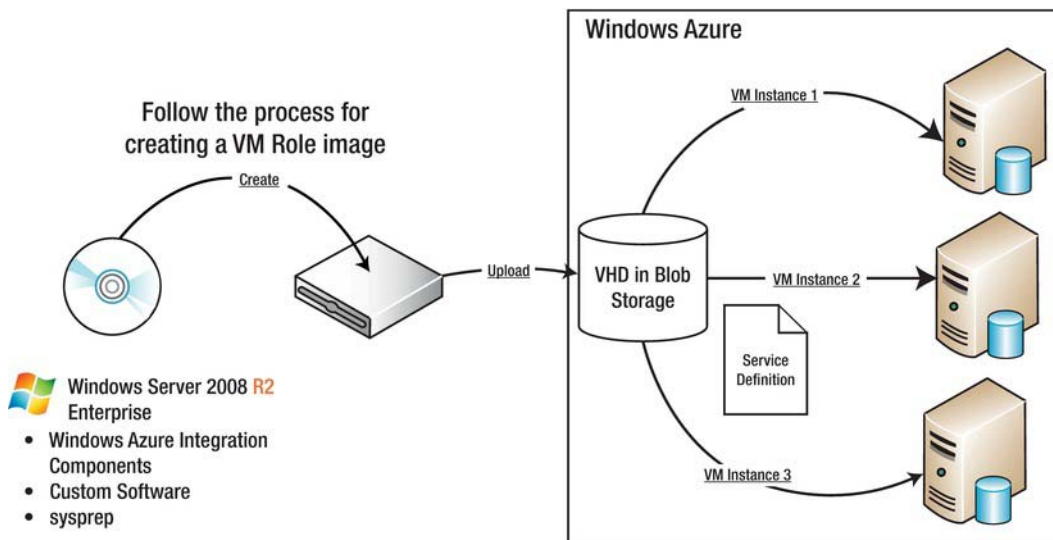 Windows Azure
Follow the process for
creating a VM Role image
Create
Upload
VM Instance 1
VHD in Blob
Storage
VM Instance 2
Service
Definition
VM Instance 3
Windows Server 2008 R2
Enterprise
• Windows Azure Integration
Components
• Custom Software
• sysprep